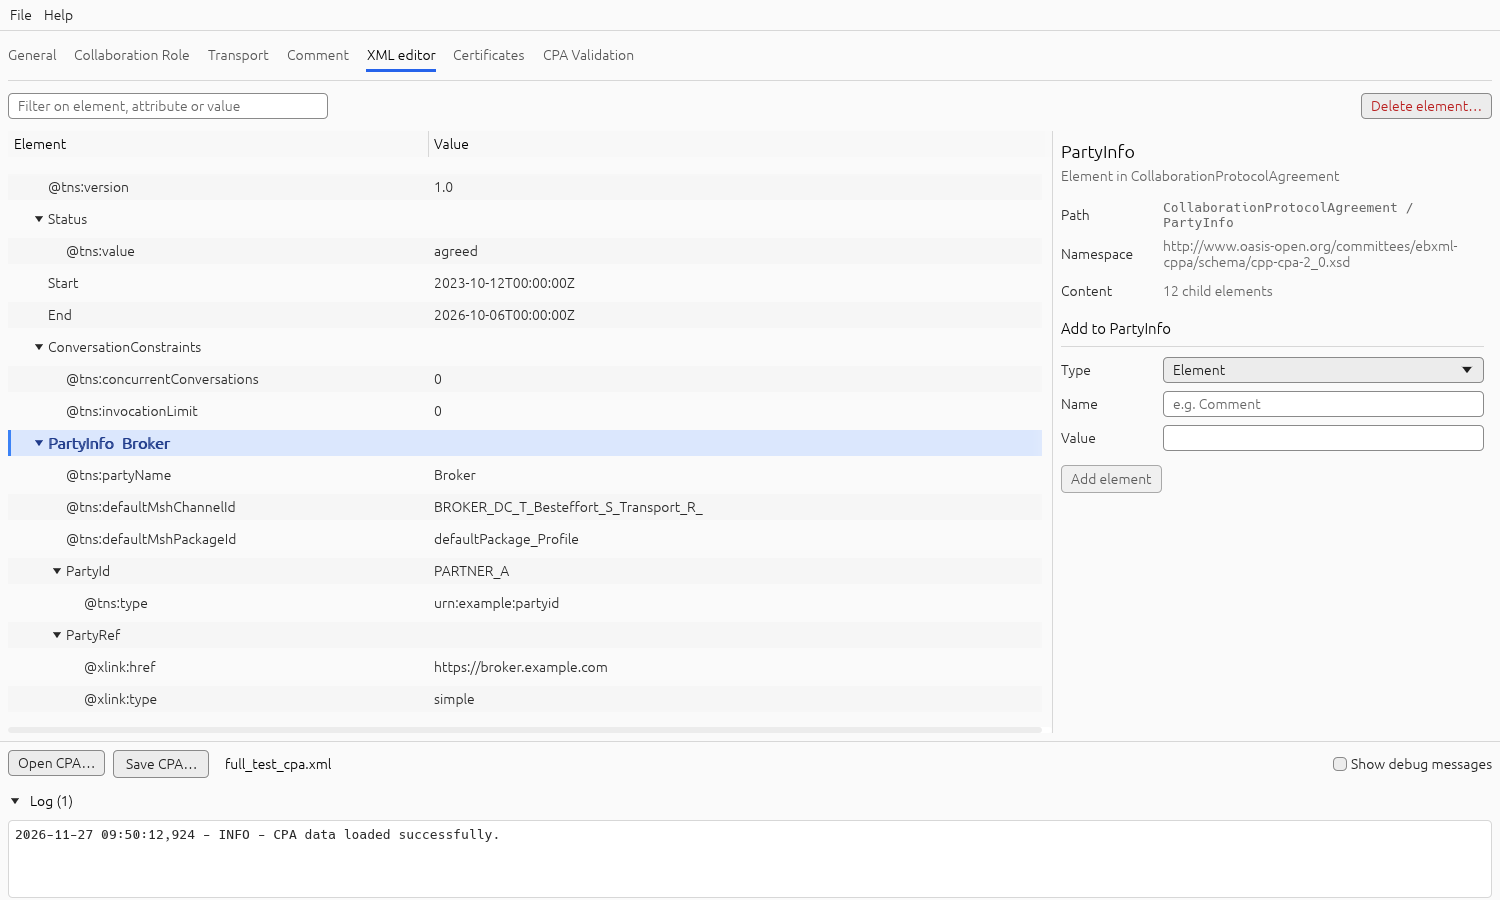 File Help
General Collaboration Role Transport Comment XML editor Certificates CPA Validation
Filter on element, attribute or value
Delete element...
Element Value
@tns:version 1.0
Status
@tns:value agreed
Start 2023-10-12T00:00:00Z
End 2026-10-06T00:00:00Z
ConversationConstraints
@tns:concurrentConversations 0
@tns:invocationLimit 0
PartyInfo Broker
@tns:partyName Broker
@tns:defaultMshChannelId BROKER_DC_T_Besteffort_S_Transport_R_
@tns:defaultMshPackageId defaultPackage_Profile
PartyId PARTNER_A
@tns:type urn:example:partyid
PartyRef
@xlink:href https://broker.example.com
@xlink:type simple
PartyInfo
Element in CollaborationProtocolAgreement
Path CollaborationProtocolAgreement /
PartyInfo
Namespace http://www.oasis-open.org/committees/ebxml-
cppa/schema/cpp-cpa-2_0.xsd
Content 12 child elements
Add to PartyInfo
Type Element
Name e.g. Comment
Value
Add element
Open CPA... Save CPA... full_test_cpa.xml Show debug messages
Log (1)
2026-11-27 09:50:12,924 - INFO - CPA data loaded successfully.